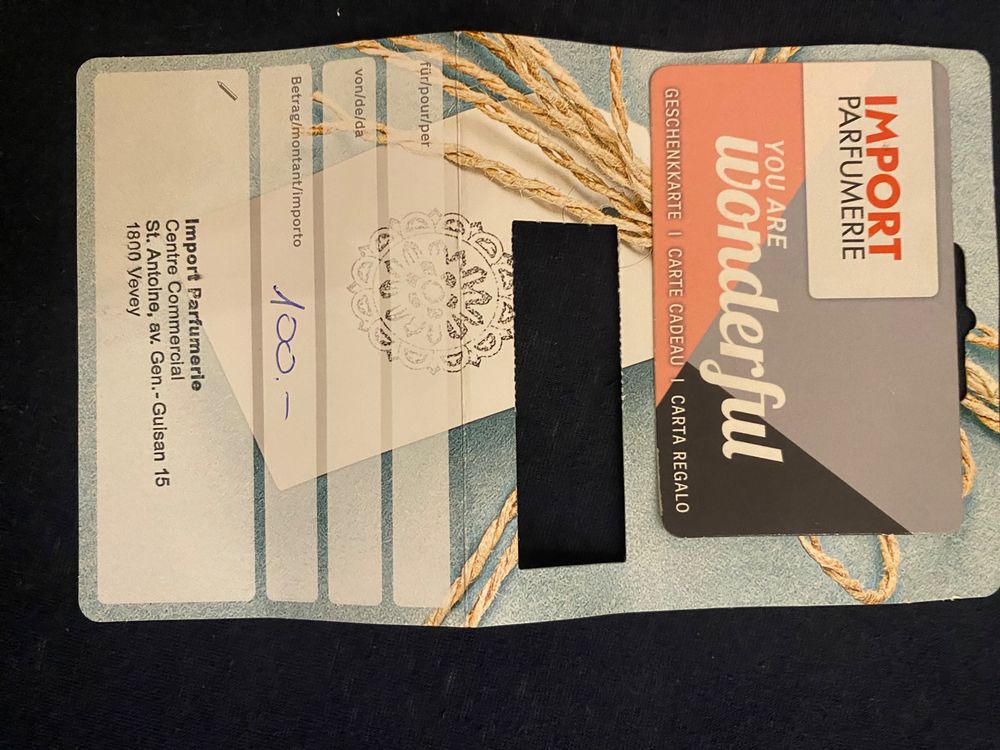 IMPORT
PARFUMERIE
YOU ARE
wonderful
GESCHENKKARTE I CARTE CADEAU I CARTA REGALO
für/pour/per
von/de/da
Betrag/montant/importo 100.-
Import Parfumerie
Centre Commercial
St. Antoine, av. Gen.- Guisan 15
1800 Vevey